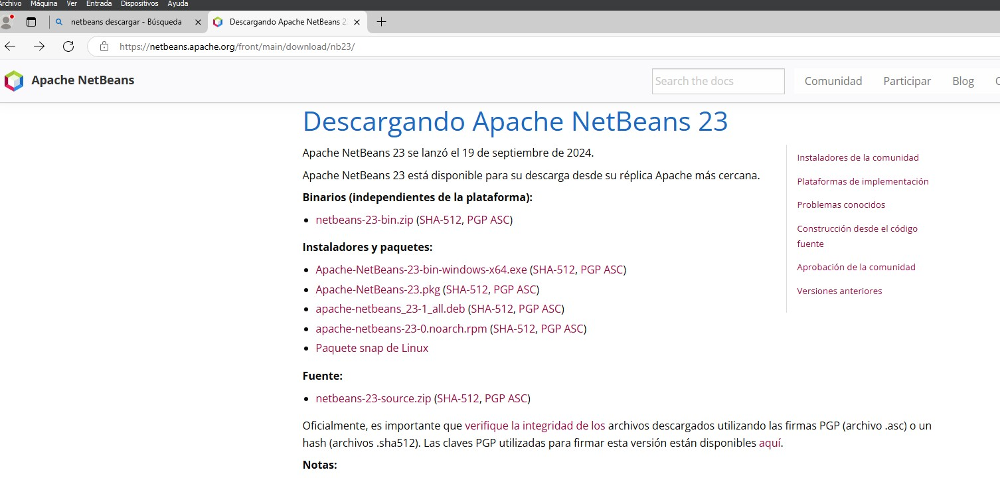 Archivo Máquina Ver Entrada Dispositivos Ayuda
netbeans descargar - Búsqueda
Descargando Apache NetBeans 2
https://netbeans.apache.org/front/main/download/nb23/
Apache NetBeans
Search the docs
Comunidad Participar Blog
Descargando Apache NetBeans 23
Apache NetBeans 23 se lanzó el 19 de septiembre de 2024.
Apache NetBeans 23 está disponible para su descarga desde su réplica Apache más cercana.
Binarios (independientes de la plataforma):
netbeans-23-bin.zip (SHA-512, PGP ASC)
Instaladores y paquetes:
Apache-NetBeans-23-bin-windows-x64.exe (SHA-512, PGP ASC)
Apache-NetBeans-23.pkg (SHA-512, PGP ASC)
apache-netbeans_23-1_all.deb (SHA-512, PGP ASC)
apache-netbeans-23-0.noarch.rpm (SHA-512, PGP ASC)
Paquete snap de Linux
Fuente:
netbeans-23-source.zip (SHA-512, PGP ASC)
Oficialmente, es importante que verifique la integridad de los archivos descargados utilizando las firmas PGP (archivo .asc) o un
hash (archivos .sha512). Las claves PGP utilizadas para firmar esta versión están disponibles aquí.
Notas:
Instaladores de la comunidad
Plataformas de implementación
Problemas conocidos
Construcción desde el código
fuente
Aprobación de la comunidad
Versiones anteriores